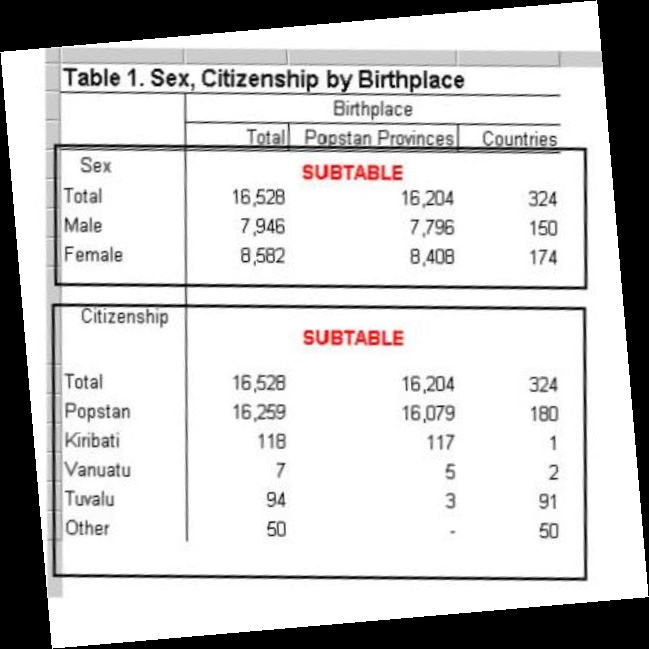 Table 1. Sex, Citizenship by Birthplace
Birthplace
Total Popstan Provinces Countries
Sex SUBTABLE
Total 16,528 16,204 324
Male 7,946 7,796 150
Female 8,582 8,408 174
Citizenship
SUBTABLE
Total 16,528 16,204 324
Popstan 16,259 16,079 180
Kiribati 118 117 1
Vanuatu 7 5 2
Tuvalu 94 3 91
Other 50 - 50